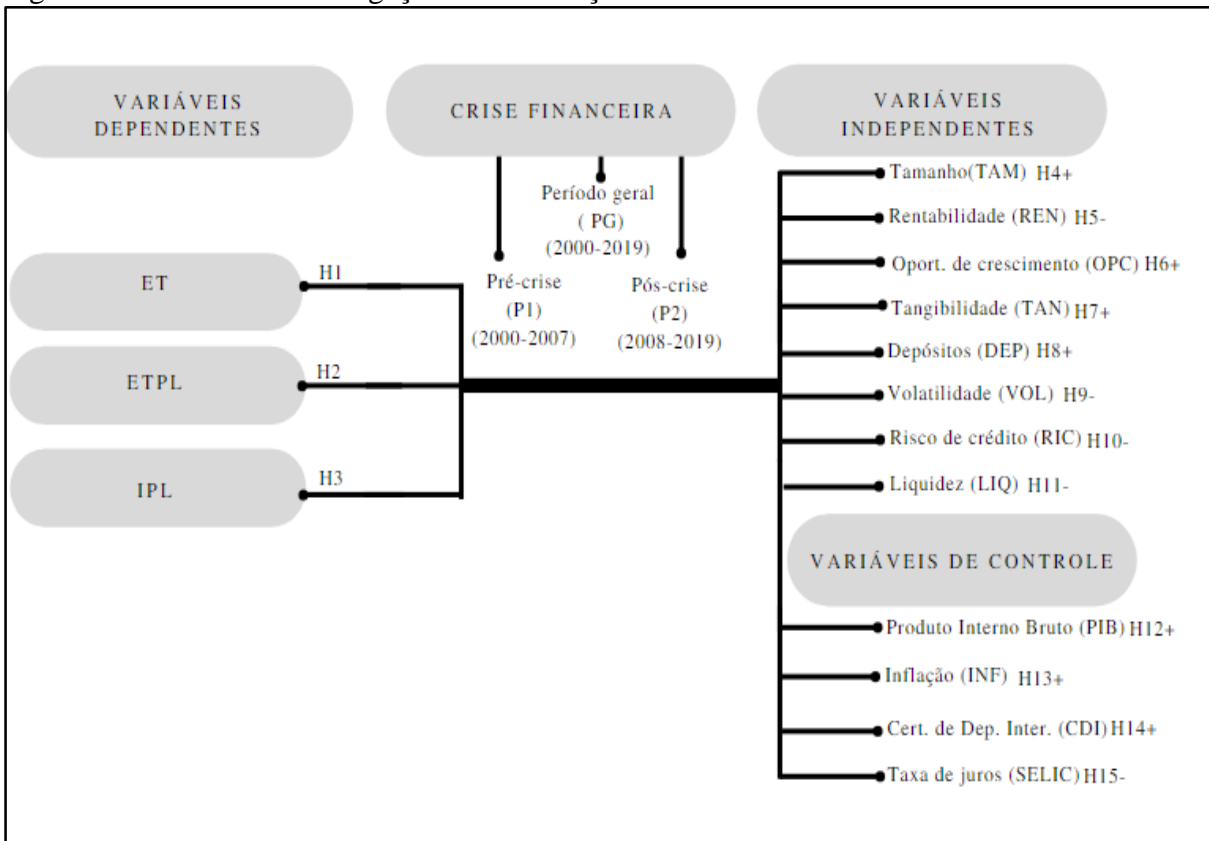 VARIÁVEIS
DEPENDENTES
CRISE FINANCEIRA
VARIÁVEIS
INDEPENDENTES
Período geral
( PG)
(2000-2019)
Pré-crise
(P1)
(2000-2007)
Pós-crise
(P2)
(2008-2019)
ET
H1
ETPL
H2
IPL
H3
Tamanho(TAM) H4+
Rentabilidade (REN) H5-
Oport. de crescimento (OPC) H6+
Tangibilidade (TAN) H7+
Depósitos (DEP) H8+
Volatilidade (VOL) H9-
Risco de crédito (RIC) H10-
Liquidez (LIQ) H11-
VARIÁVEIS DE CONTROLE
Produto Interno Bruto (PIB) H12+
Inflação (INF) H13+
Cert. de Dep. Inter. (CDI) H14+
Taxa de juros (SELIC) H15-